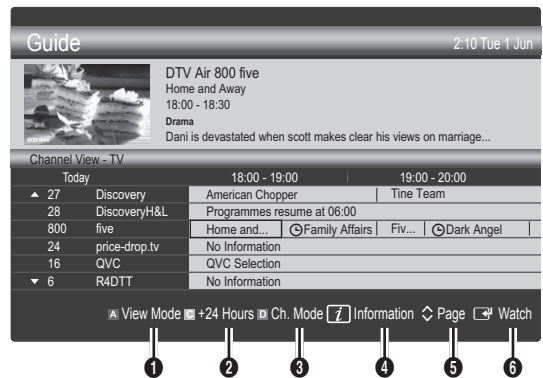 Guide 2:10 Tue 1 Jun
DTV Air 800 five
Home and Away
18:00 - 18:30
Drama
Dani is devastated when scott makes clear his views on marriage...
800 five
Channel View - TV
Today 18:00 - 19:00 19:00 - 20:00
▲ 27 Discovery American Chopper Tine Team
28 DiscoveryH&L Programmes resume at 06:00
800 five Home and... Family Affairs Fiv... Dark Angel
24 price-drop.tv No Information
16 QVC QVC Selection
▼ 6 R4DTT No Information
A View Mode C +24 Hours D Ch. Mode i Information Page Watch
1 2 3 4 5 6